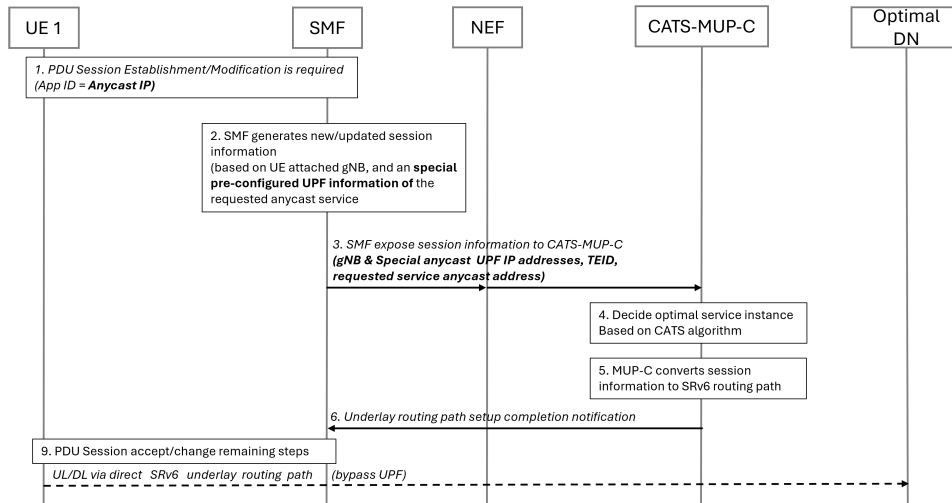 UE 1
SMF
NEF
CATS-MUP-C
Optimal
DN
1. PDU Session Establishment/Modification is required
(App ID = Anycast IP)
2. SMF generates new/updated session
information
(based on UE attached gNB, and an special
pre-configured UPF information of the
requested anycast service
3. SMF expose session information to CATS-MUP-C
(gNB & Special anycast UPF IP addresses, TEID,
requested service anycast address)
4. Decide optimal service instance
Based on CATS algorithm
5. MUP-C converts session
information to SRv6 routing path
6. Underlay routing path setup completion notification
9. PDU Session accept/change remaining steps
UL/DL via direct SRv6 underlay routing path (bypass UPF)